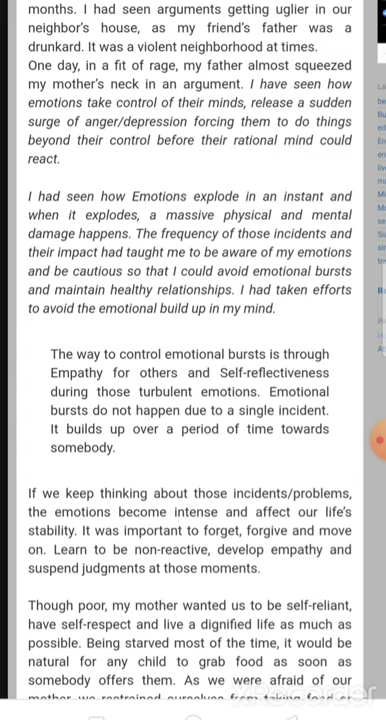 months. I had seen arguments getting uglier in our
neighbor's house, as my friend's father was a
drunkard. It was a violent neighborhood at times.
One day, in a fit of rage, my father almost squeezed
my mother's neck in an argument. I have seen how
emotions take control of their minds, release a sudden
surge of anger/depression forcing them to do things
beyond their control before their rational mind could
react.
I had seen how Emotions explode in an instant and
when it explodes, a massive physical and mental
damage happens. The frequency of those incidents and
their impact had taught me to be aware of my emotions
and be cautious so that I could avoid emotional bursts
and maintain healthy relationships. I had taken efforts
to avoid the emotional build up in my mind.
The way to control emotional bursts is through
Empathy for others and Self-reflectiveness
during those turbulent emotions. Emotional
bursts do not happen due to a single incident.
It builds up over a period of time towards
somebody.
If we keep thinking about those incidents/problems,
the emotions become intense and affect our life's
stability. It was important to forget, forgive and move
on. Learn to be non-reactive, develop empathy and
suspend judgments at those moments.
Though poor, my mother wanted us to be self-reliant,
have self-respect and live a dignified life as much as
possible. Being starved most of the time, it would be
natural for any child to grab food as soon as
somebody offers them. As we were afraid of our